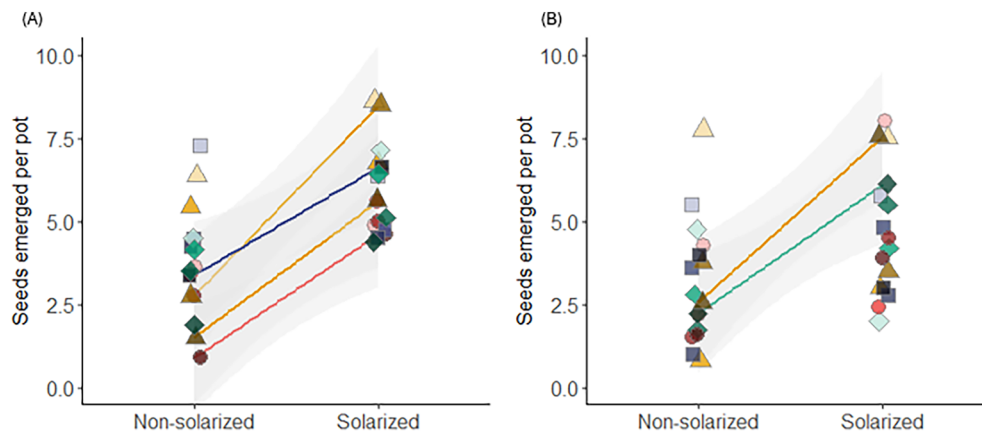 (A)
Seeds emerged per pot
10.0
7.5
5.0
2.5
0.0
Non-solarized Solarized
(B)
Seeds emerged per pot
10.0
7.5
5.0
2.5
0.0
Non-solarized Solarized